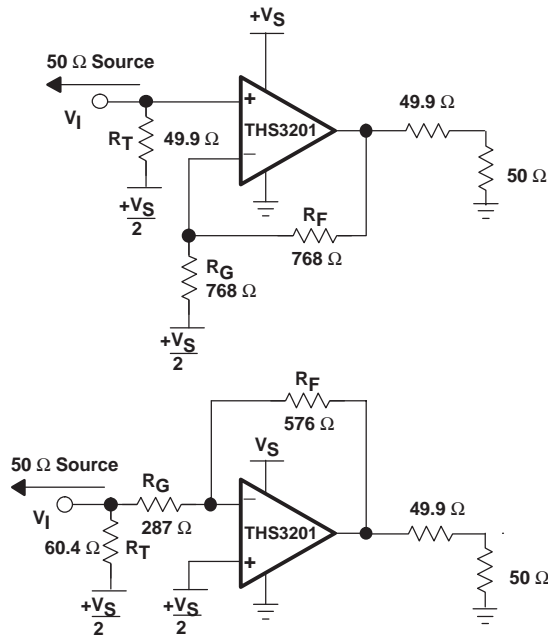 +VS
50 Ω Source
VI
+
THS3201
−
RT
49.9 Ω
+VS
2
49.9 Ω
50 Ω
RF
768 Ω
RG
768 Ω
+VS
2
RF
576 Ω
VS
50 Ω Source
RG
287 Ω
VI
60.4 Ω
RT
−
THS3201
+
49.9 Ω
50 Ω
+VS
2
+VS
2